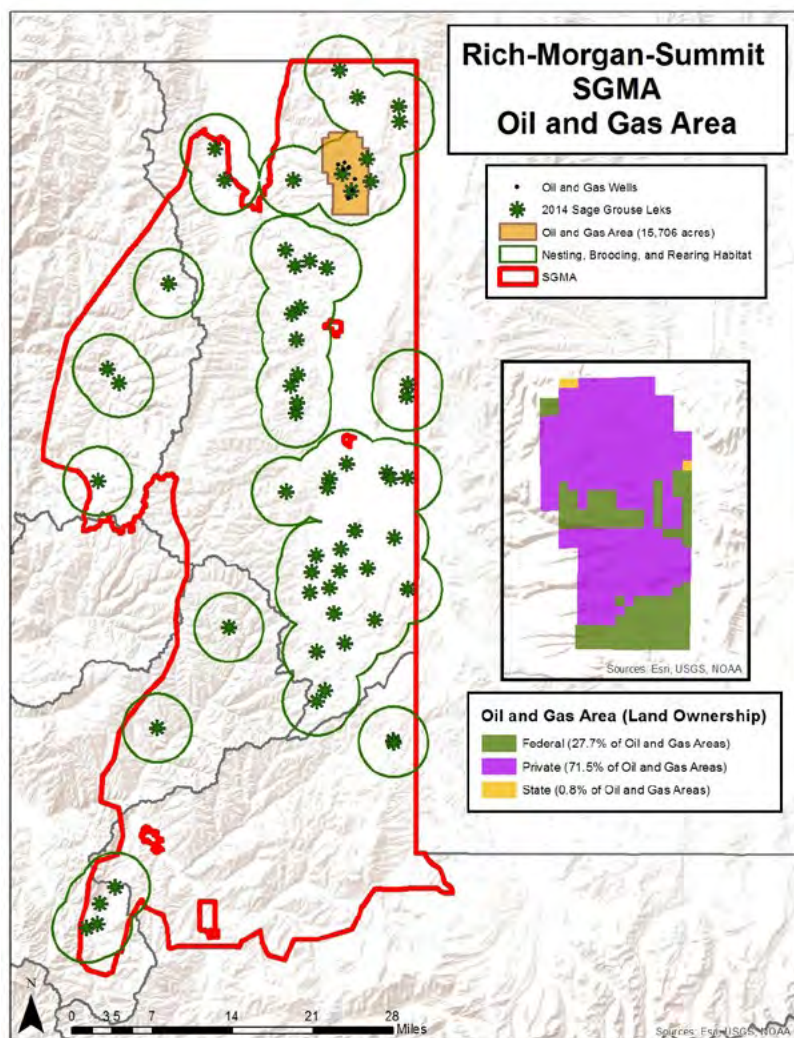 Rich-Morgan-Summit
SGMA
Oil and Gas Area
Oil and Gas Wells
2014 Sage Grouse Leks
Oil and Gas Area (15,706 acres)
Nesting, Brooding, and Rearing Habitat
SGMA
Sources: Esri, USGS, NOAA
Oil and Gas Area (Land Ownership)
Federal (27.7% of Oil and Gas Areas)
Private (71.5% of Oil and Gas Areas)
State (0.8% of Oil and Gas Areas)
N
0 3.5 7 14 21 28
Miles
Sources: Esri, USGS, NOAA